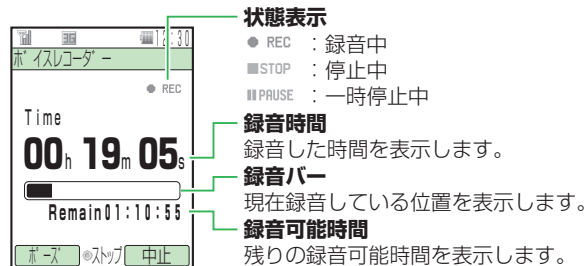 12:30
ボイスレコーダー
● REC
Time
00h 19m 05s
Remain01:10:55
ポーズ ◎ストップ 中止
状態表示
● REC ：録音中
■STOP ：停止中
▮▮PAUSE ：一時停止中
録音時間
録音した時間を表示します。
録音バー
現在録音している位置を表示します。
録音可能時間
残りの録音可能時間を表示します。